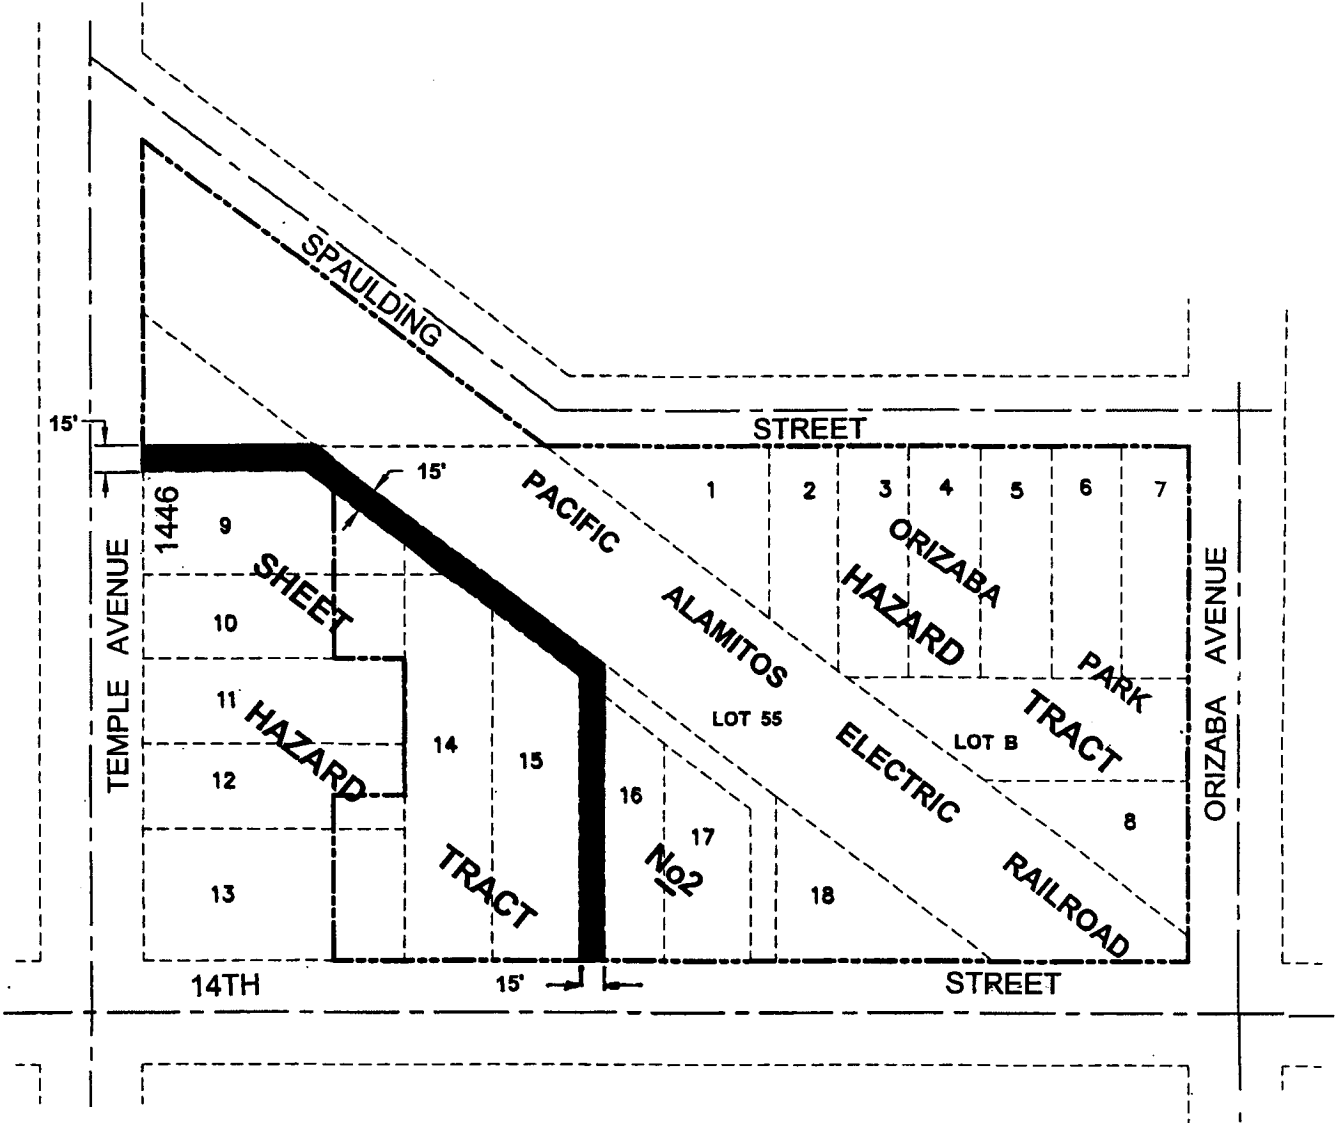 SPAULDING
STREET
15'
15'
PACIFIC
ALAMITOS
ELECTRIC
RAILROAD
1
2
3
4
5
6
7
ORIZABA
PARK
HAZARD
TRACT
1446
9
SHEET
10
11
HAZARD
12
13
14
15
TRACT
LOT 55
LOT B
8
16
17
No2
18
TEMPLE AVENUE
ORIZABA AVENUE
14TH
15'
STREET